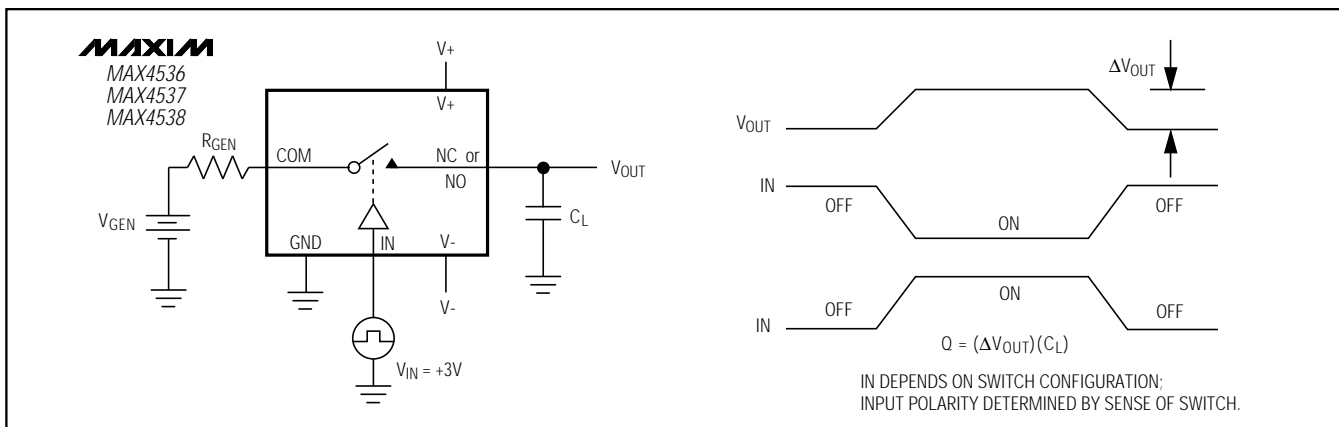 MAXIM
MAX4536
MAX4537
MAX4538
V+
V+
RGEN
COM
NC or
NO
VOUT
VGEN
CL
GND
IN
V-
V-
VIN = +3V
ΔVOUT
VOUT
IN
OFF
ON
OFF
IN
OFF
ON
OFF
Q = (ΔVOUT)(CL)
IN DEPENDS ON SWITCH CONFIGURATION;
INPUT POLARITY DETERMINED BY SENSE OF SWITCH.